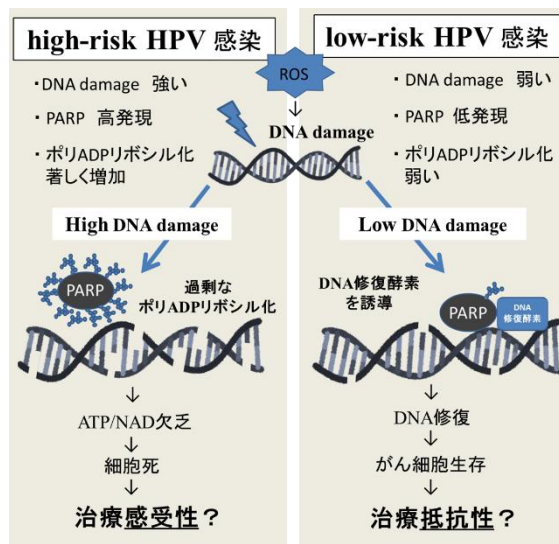 high-risk HPV 感染
・DNA damage 強い
・PARP 高発現
・ポリADPリボシル化
著しく増加
ROS
↓
DNA damage
low-risk HPV 感染
・DNA damage 弱い
・PARP 低発現
・ポリADPリボシル化
弱い
High DNA damage
PARP
過剰な
ポリADPリボシル化
↓
ATP/NAD欠乏
↓
細胞死
↓
治療感受性？
Low DNA damage
DNA修復酵素
を誘導
PARP
DNA
修復酵素
↓
DNA修復
↓
がん細胞生存
↓
治療抵抗性？